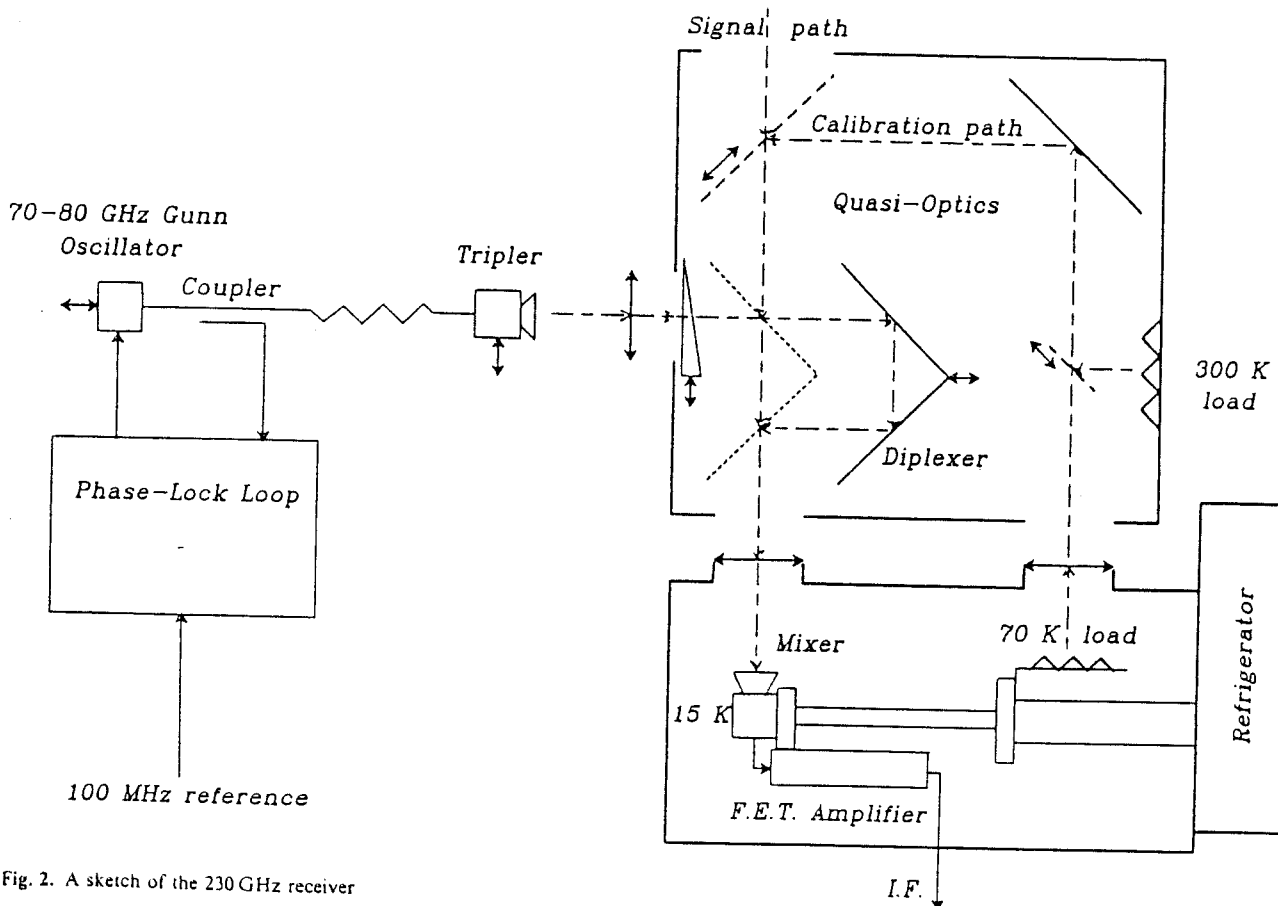 Signal path
Calibration path
Quasi-Optics
70-80 GHz Gunn
Oscillator
Coupler
Tripler
300 K
load
Diplexer
Phase-Lock Loop
Refrigerator
70 K load
Mixer
15 K
100 MHz reference
F.E.T. Amplifier
I.F.
Fig. 2. A sketch of the 230 GHz receiver